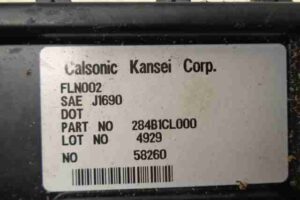 Calsonic Kansei Corp.
FLN002
SAE J1690
DOT
PART NO 284B1CL000
LOT NO 4929
NO 58260